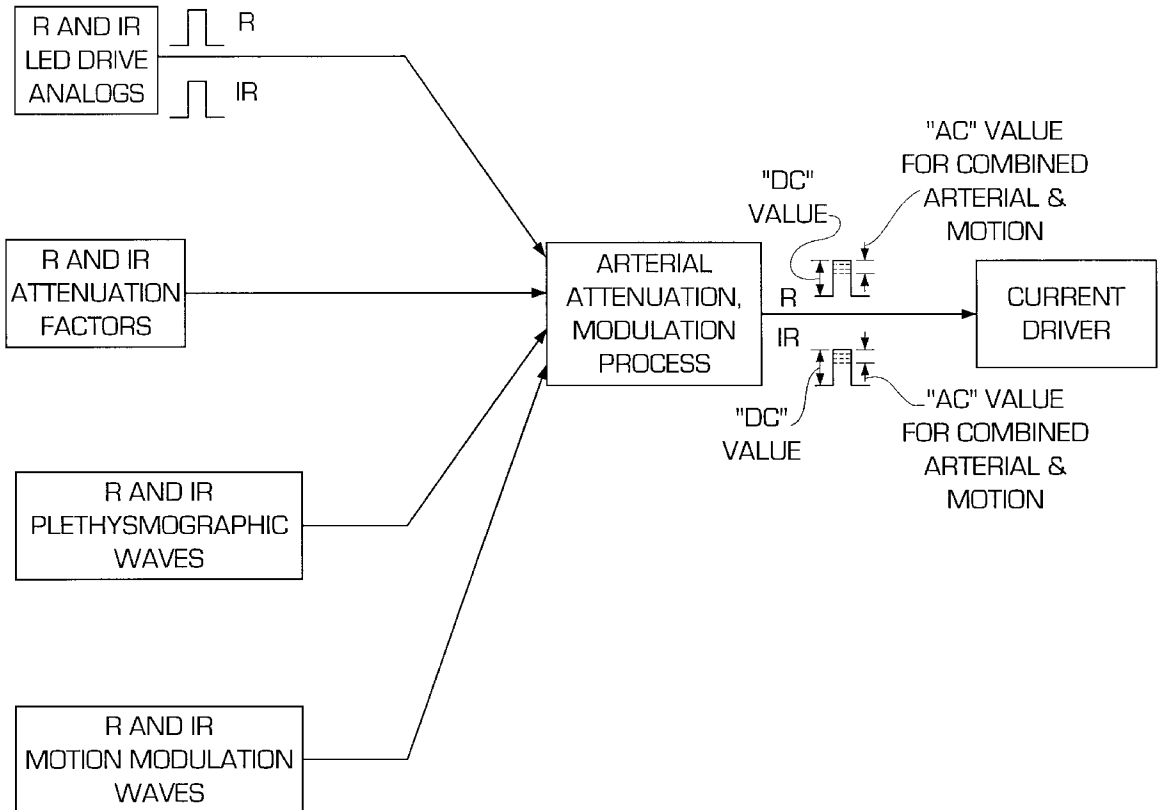 R AND IR
LED DRIVE
ANALOGS
R
IR
R AND IR
ATTENUATION
FACTORS
R AND IR
PLETHYSMOGRAPHIC
WAVES
R AND IR
MOTION MODULATION
WAVES
ARTERIAL
ATTENUATION,
MODULATION
PROCESS
"DC"
VALUE
"AC" VALUE
FOR COMBINED
ARTERIAL &
MOTION
R
IR
"DC"
VALUE
"AC" VALUE
FOR COMBINED
ARTERIAL &
MOTION
CURRENT
DRIVER